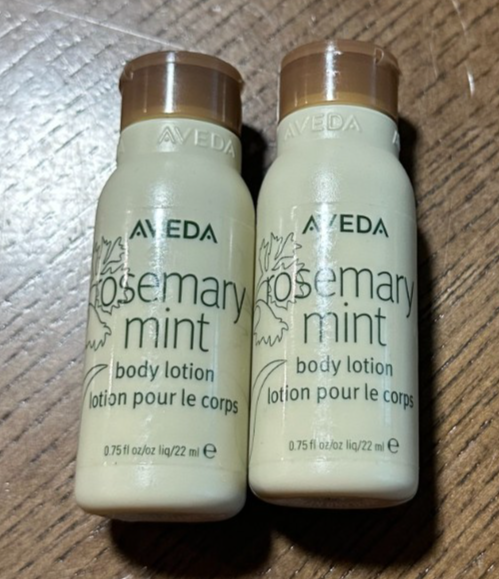 AVEDA
AVEDA
rosemary
mint
body lotion
lotion pour le corps
0.75 fl oz/oz liq/22 ml ℮
AVEDA
AVEDA
rosemary
mint
body lotion
lotion pour le corps
0.75 fl oz/oz liq/22 ml ℮